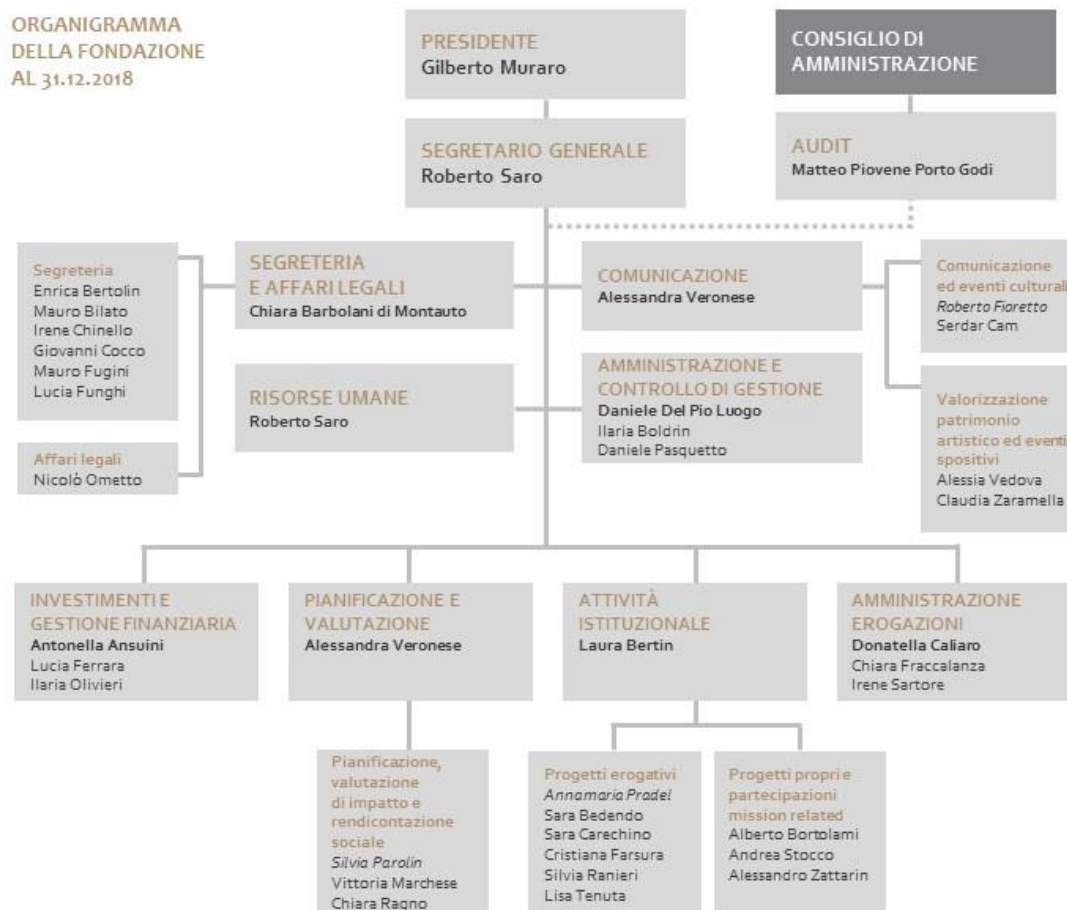 ORGANIGRAMMA
DELLA FONDAZIONE
AL 31.12.2018
PRESIDENTE
Gilberto Muraro
CONSIGLIO DI
AMMINISTRAZIONE
SEGRETARIO GENERALE
Roberto Saro
AUDIT
Matteo Piovene Porto Godi
Segreteria
Enrica Bertolin
Mauro Bilato
Irene Chinello
Giovanni Cocco
Mauro Fugini
Lucia Funghi
SEGRETERIA
E AFFARI LEGALI
Chiara Barbolani di Montauto
COMUNICAZIONE
Alessandra Veronese
Comunicazione
ed eventi culturali
Roberto Fioretto
Serdar Cam
RISORSE UMANE
Roberto Saro
AMMINISTRAZIONE E
CONTROLLO DI GESTIONE
Daniele Del Pio Luogo
Ilaria Boldrin
Daniele Pasquetto
Valorizzazione
patrimonio
artistico ed eventi
spositivi
Alessia Vedova
Claudia Zaramella
Affari legali
Nicolò Ometto
INVESTIMENTI E
GESTIONE FINANZIARIA
Antonella Ansuini
Lucia Ferrara
Ilaria Olivieri
PIANIFICAZIONE E
VALUTAZIONE
Alessandra Veronese
ATTIVITÀ
ISTITUZIONALE
Laura Bertin
AMMINISTRAZIONE
EROGAZIONI
Donatella Caliaro
Chiara Fraccalanza
Irene Sartore
Pianificazione,
valutazione
di impatto e
rendicontazione
sociale
Silvia Parolin
Vittoria Marchese
Chiara Ragno
Progetti erogativi
Annamaria Pradel
Sara Bedendo
Sara Carechino
Cristiana Farsura
Silvia Ranieri
Lisa Tenuta
Progetti propri e
partecipazioni
mission related
Alberto Bortolami
Andrea Stocco
Alessandro Zattarin